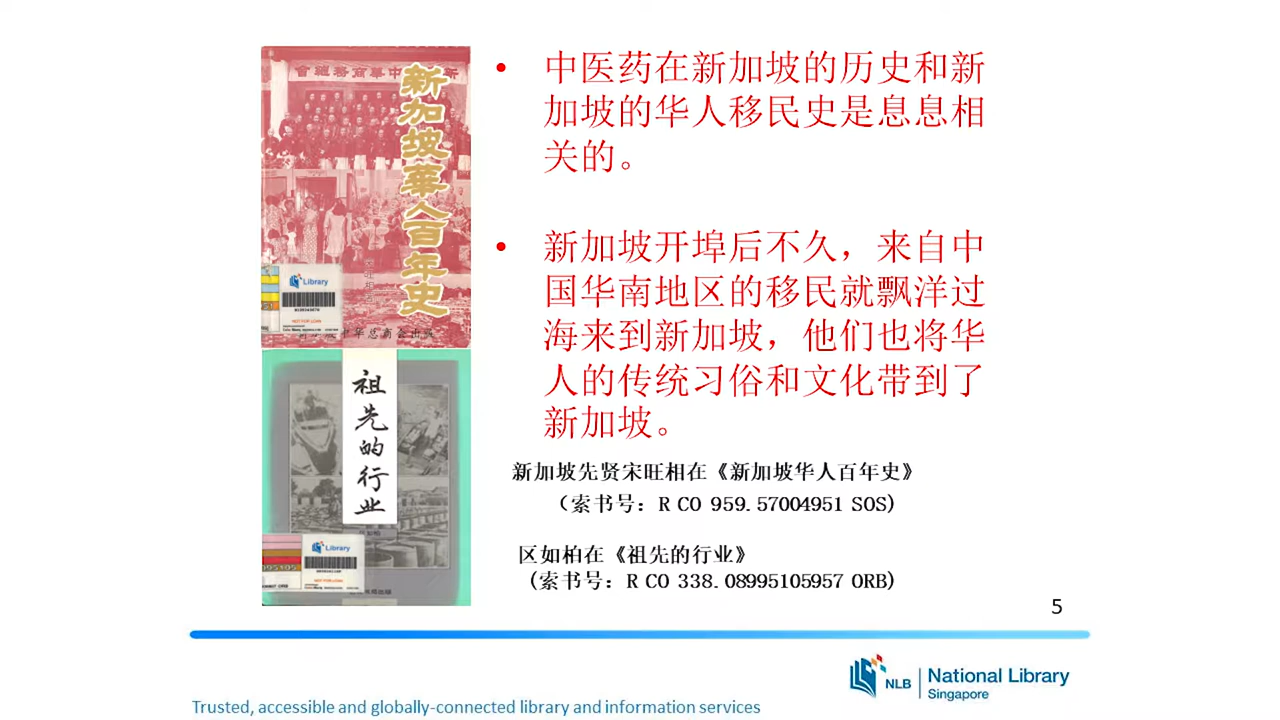 新加坡華人百年史
Library
祖先的行业
Library
• 中医药在新加坡的历史和新
加坡的华人移民史是息息相
关的。
• 新加坡开埠后不久，来自中
国华南地区的移民就飘洋过
海来到新加坡，他们也将华
人的传统习俗和文化带到了
新加坡。
新加坡先贤宋旺相在《新加坡华人百年史》
（索书号：R CO 959.57004951 SOS)
区如柏在《祖先的行业》
(索书号：R CO 338.08995105957 ORB)
5
NLB
National Library
Singapore
Trusted, accessible and globally-connected library and information services